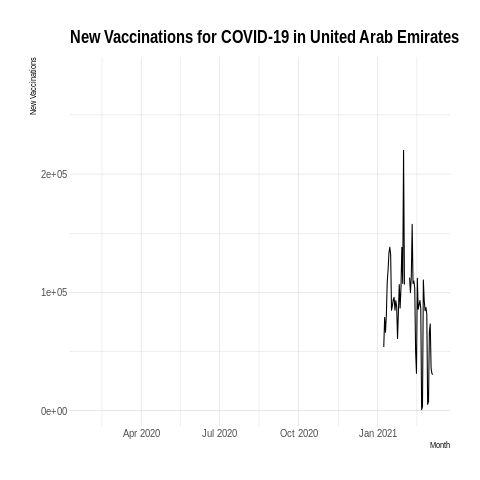 New Vaccinations for COVID-19 in United Arab Emirates
New Vaccinations
2e+05
1e+05
0e+00
Apr 2020 Jul 2020 Oct 2020 Jan 2021
Month